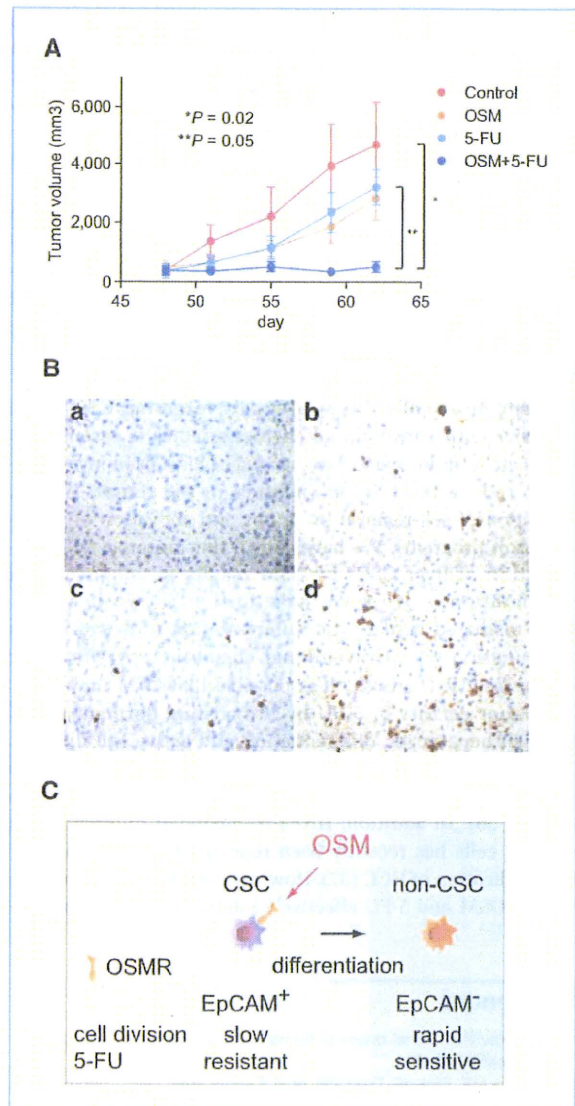 A
Tumor volume (mm3)
6,000
4,000
2,000
0
*P = 0.02
**P = 0.05
Control
OSM
5-FU
OSM+5-FU
*
**
45 50 55 60 65
day
B
a b
c d
C
OSM
CSC non-CSC
OSMR differentiation
EpCAM+ EpCAM-
cell division slow rapid
5-FU resistant sensitive